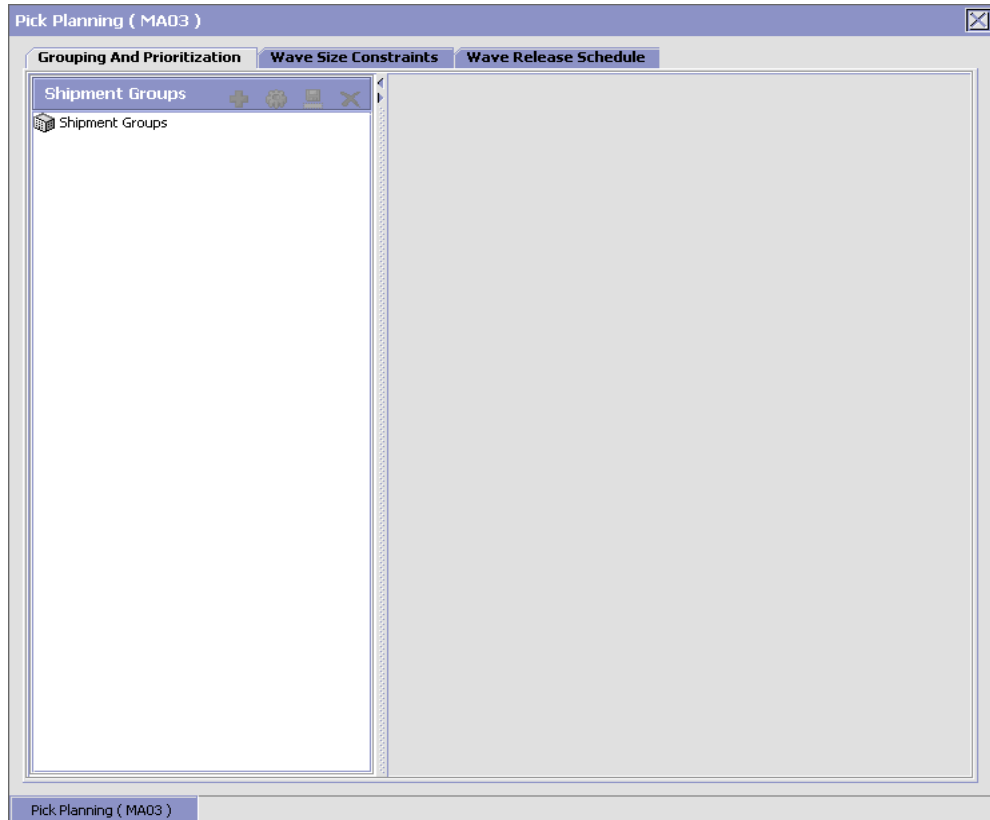 Pick Planning ( MA03 )
Grouping And Prioritization Wave Size Constraints Wave Release Schedule
Shipment Groups
Shipment Groups
Pick Planning ( MA03 )